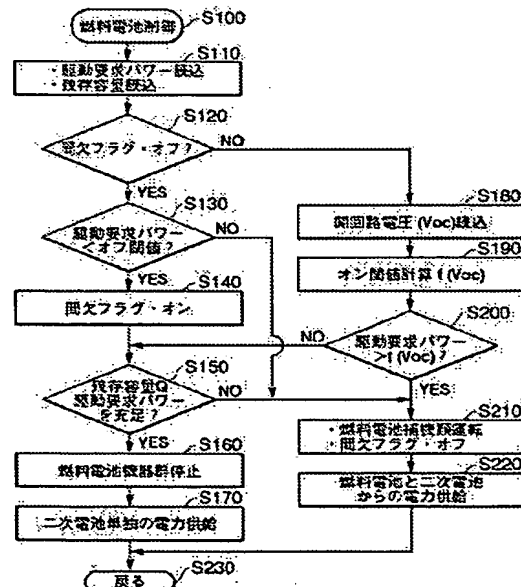 燃料電池制御
S100
S110
・駆動要求パワー読込
・残存容量読込
S120
間欠フラグ・オフ?
NO
YES
S130
駆動要求パワー
<オフ閾値?
NO
YES
S140
間欠フラグ・オン
S150
残存容量Q
駆動要求パワー
を充足?
NO
YES
S160
燃料電池機器群停止
S170
二次電池単独の電力供給
S180
開回路電圧(Voc)読込
S190
オン閾値計算 f(Voc)
S200
駆動要求パワー
>f(Voc)?
NO
YES
S210
・燃料電池補機類運転
・間欠フラグ・オフ
S220
燃料電池と二次電池
からの電力供給
戻る
S230